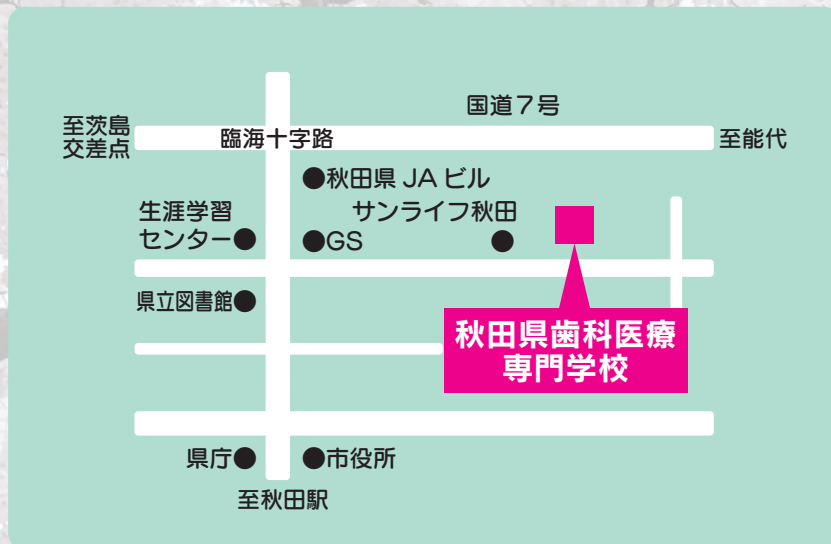 国道７号
至茨島
交差点
臨海十字路
至能代
●秋田県 JA ビル
生涯学習
センター●
サンライフ秋田
●GS
県立図書館●
秋田県歯科医療
専門学校
県庁●
●市役所
至秋田駅